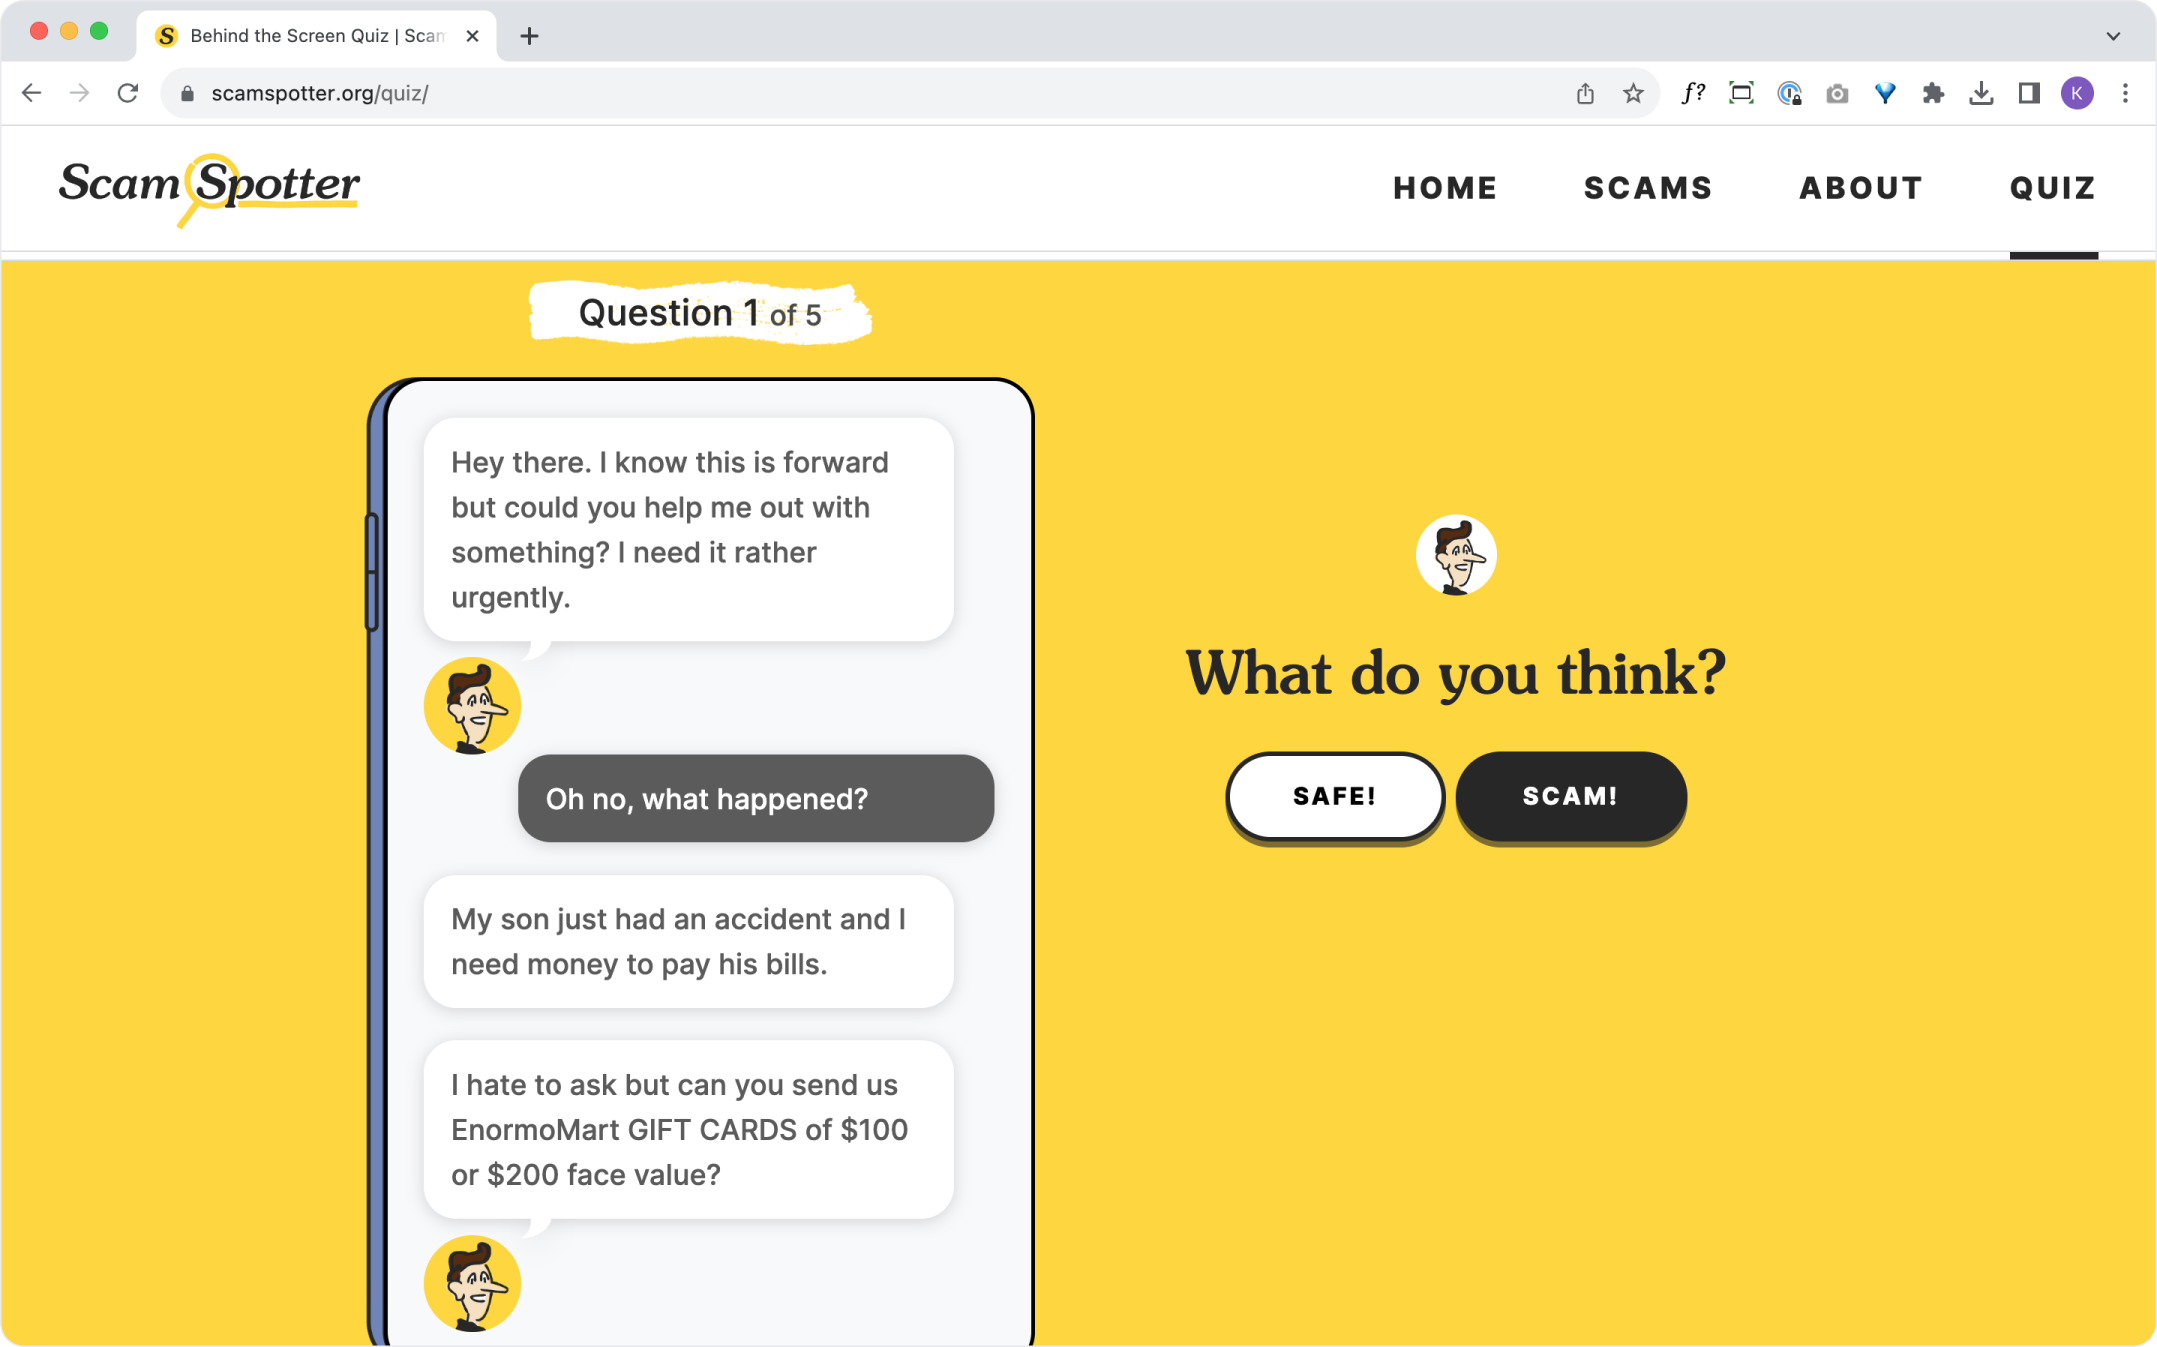 Behind the Screen Quiz | Scam
scamspotter.org/quiz/
f?
K
Scam Spotter
HOME SCAMS ABOUT QUIZ
Question 1 of 5
Hey there. I know this is forward
but could you help me out with
something? I need it rather
urgently.
Oh no, what happened?
My son just had an accident and I
need money to pay his bills.
I hate to ask but can you send us
EnormoMart GIFT CARDS of $100
or $200 face value?
What do you think?
SAFE! SCAM!